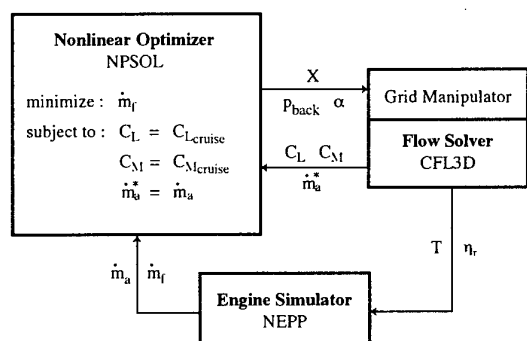 Nonlinear Optimizer
NPSOL
minimize : ṁf
subject to : CL = CLcruise
CM = CMcruise
ṁa* = ṁa
X
pback α
CL CM
ṁa*
Grid Manipulator
Flow Solver
CFL3D
T ηr
ṁa ṁf
Engine Simulator
NEPP